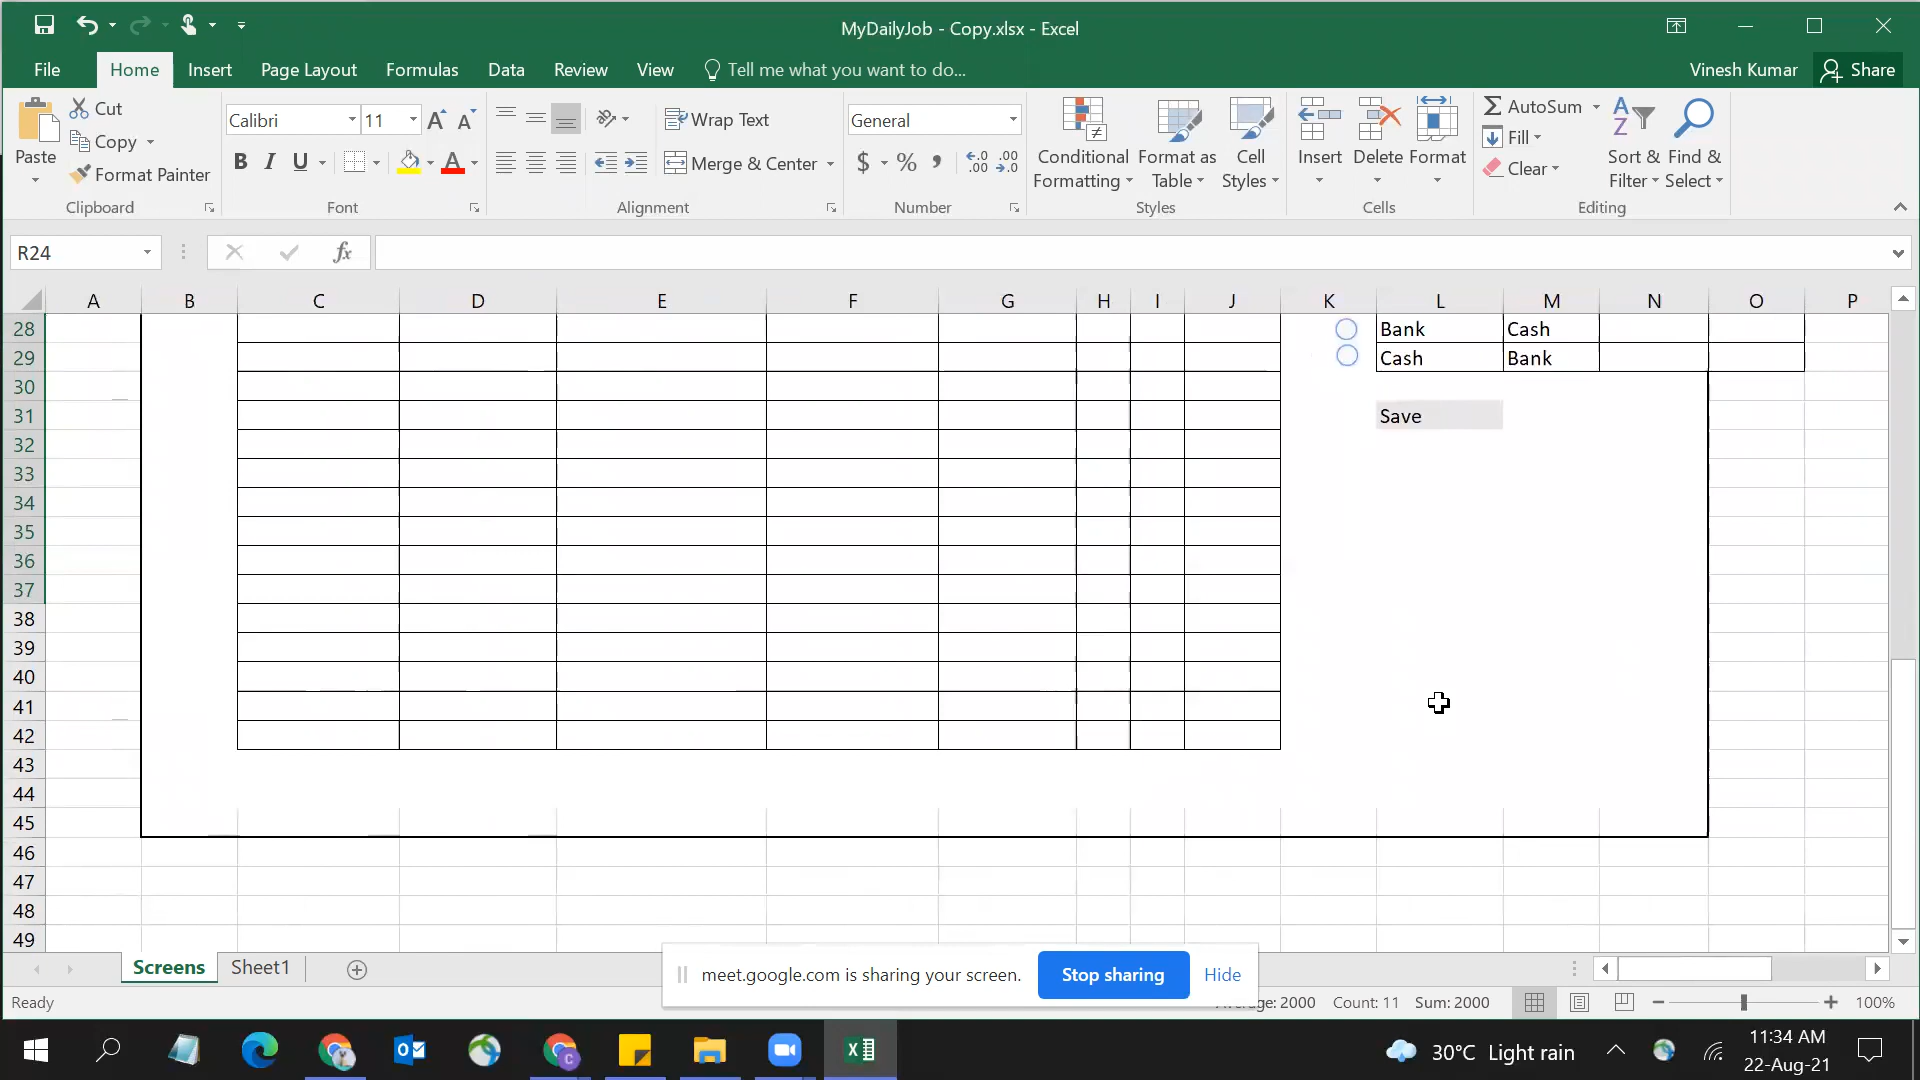 MyDailyJob - Copy.xlsx - Excel
File Home Insert Page Layout Formulas Data Review View Tell me what you want to do... Vinesh Kumar Share
Paste
Cut
Copy
Format Painter
Clipboard
Calibri 11
B I U
Font
Wrap Text
Merge & Center
Alignment
General
$ % ,
Number
Conditional Formatting
Format as Table
Cell Styles
Styles
Insert Delete Format
Cells
AutoSum
Fill
Clear
Sort & Filter
Find & Select
Editing
R24 fx
A B C D E F G H I J K L M N O P
28 Bank Cash
29 Cash Bank
30
31 Save
32
33
34
35
36
37
38
39
40
41
42
43
44
45
46
47
48
49
Screens Sheet1
meet.google.com is sharing your screen. Stop sharing Hide
Ready Average: 2000 Count: 11 Sum: 2000 100%
30°C Light rain
11:34 AM
22-Aug-21